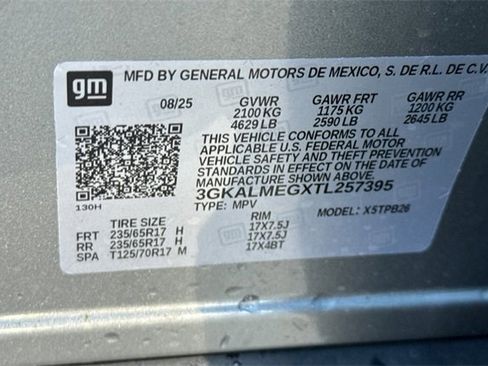 gm MFD BY GENERAL MOTORS DE MEXICO, S. DE R.L. DE C.V.
08/25 GVWR GAWR FRT GAWR RR
2100 KG 1175 KG 1200 KG
4629 LB 2590 LB 2645 LB
THIS VEHICLE CONFORMS TO ALL
APPLICABLE U.S. FEDERAL MOTOR
VEHICLE SAFETY AND THEFT PREVENTION
STANDARDS IN EFFECT ON THE DATE OF
MANUFACTURE SHOWN ABOVE.
3GKALMEGXTL257395
130H TYPE: MPV MODEL: X5TPB26
TIRE SIZE RIM
FRT 235/65R17 H 17X7.5J
RR 235/65R17 H 17X7.5J
SPA T125/70R17 M 17X4BT